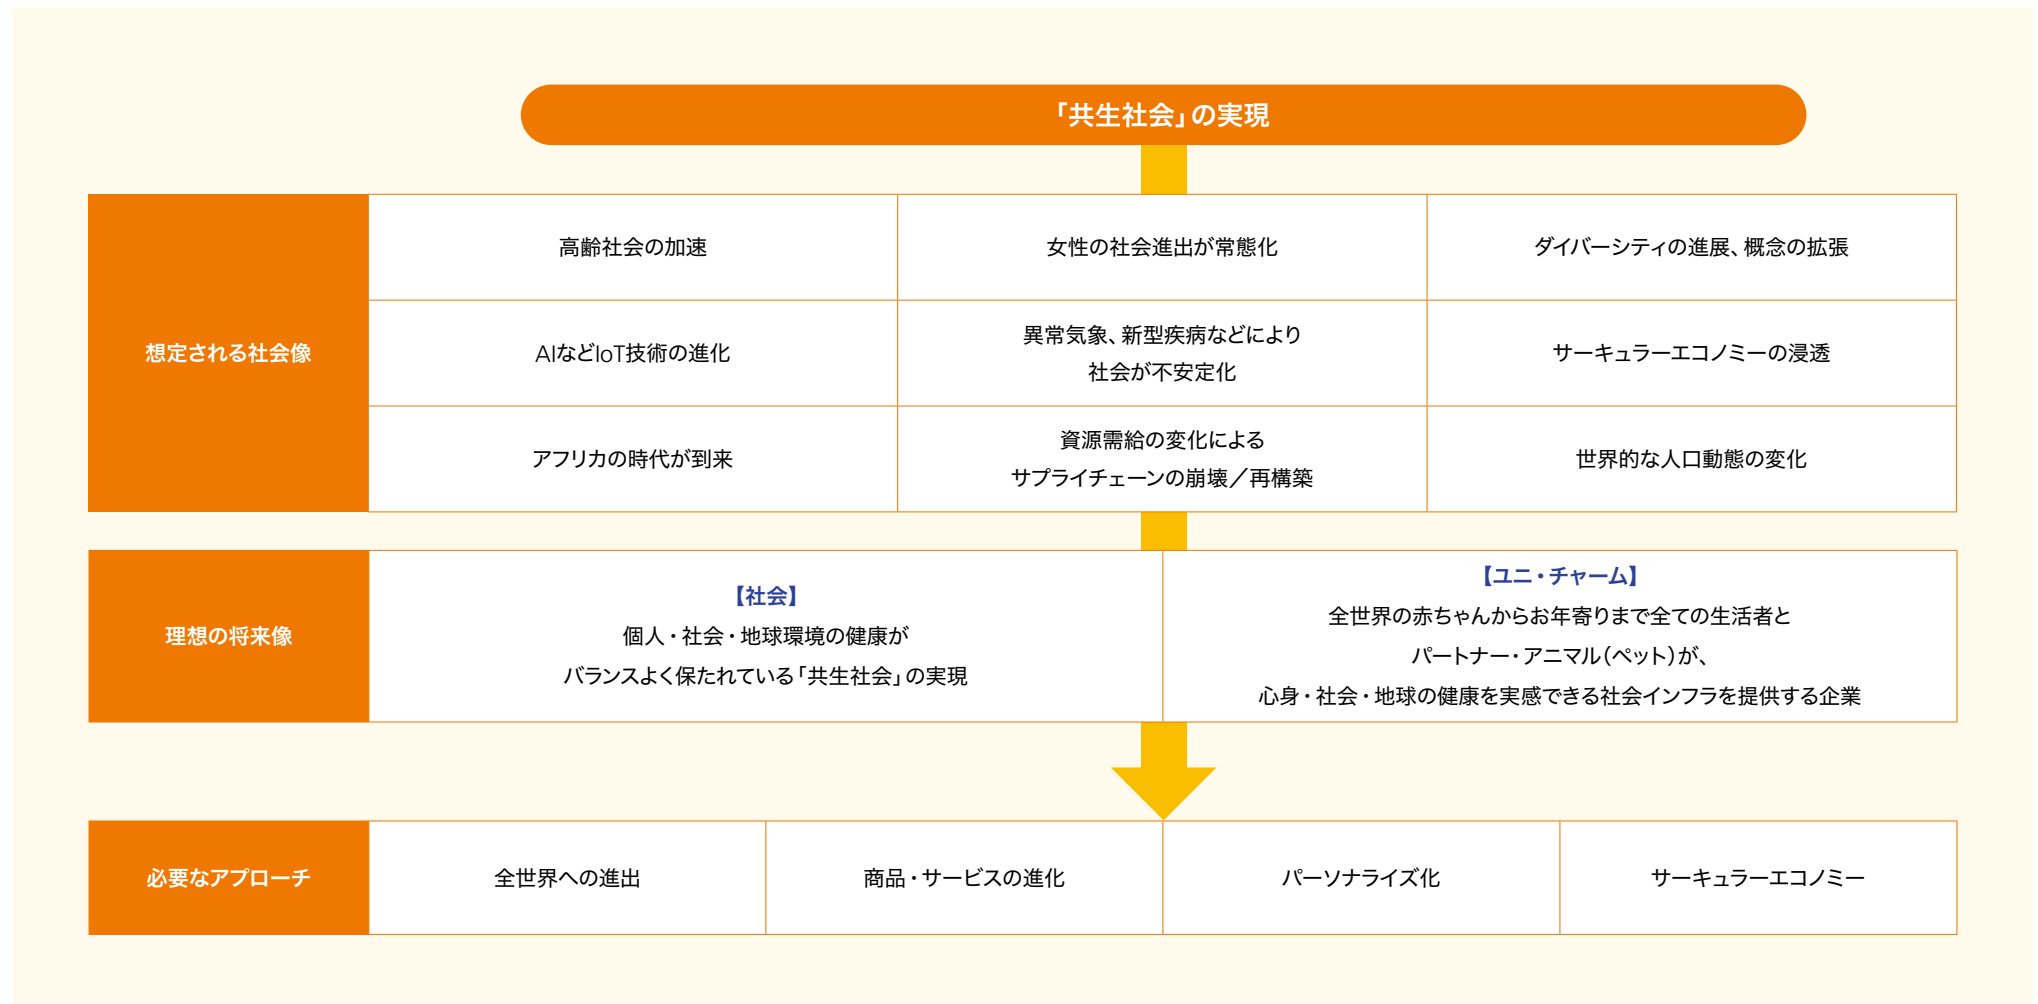 「共生社会」の実現
想定される社会像
高齢社会の加速
女性の社会進出が常態化
ダイバーシティの進展、概念の拡張
AIなどIoT技術の進化
異常気象、新型疾病などにより
社会が不安定化
サーキュラーエコノミーの浸透
アフリカの時代が到来
資源需給の変化による
サプライチェーンの崩壊／再構築
世界的な人口動態の変化
理想の将来像
【社会】
個人・社会・地球環境の健康が
バランスよく保たれている「共生社会」の実現
【ユニ・チャーム】
全世界の赤ちゃんからお年寄りまで全ての生活者と
パートナー・アニマル（ペット）が、
心身・社会・地球の健康を実感できる社会インフラを提供する企業
必要なアプローチ
全世界への進出
商品・サービスの進化
パーソナライズ化
サーキュラーエコノミー